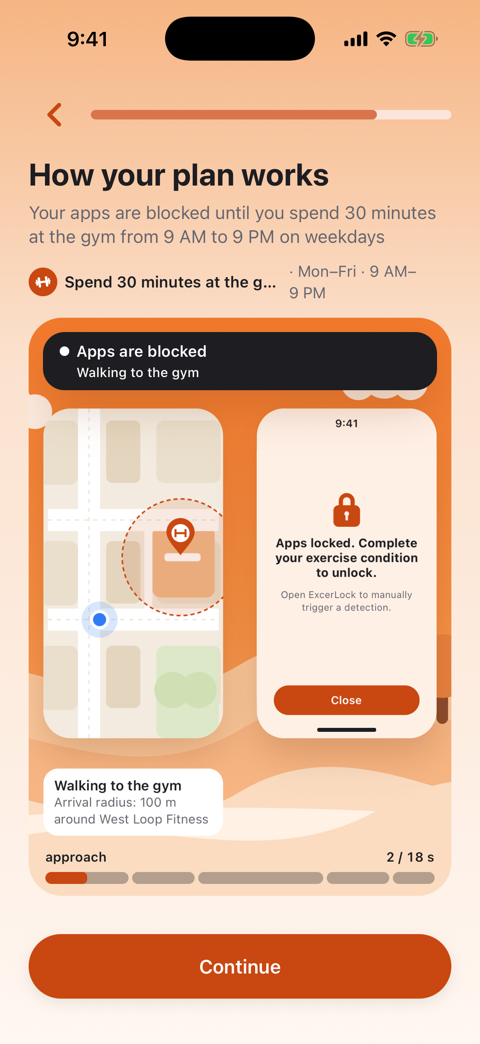 9:41
How your plan works
Your apps are blocked until you spend 30 minutes
at the gym from 9 AM to 9 PM on weekdays
Spend 30 minutes at the g...
· Mon–Fri · 9 AM–
9 PM
Apps are blocked
Walking to the gym
9:41
Apps locked. Complete
your exercise condition
to unlock.
Open ExcerLock to manually
trigger a detection.
Close
Walking to the gym
Arrival radius: 100 m
around West Loop Fitness
approach
2 / 18 s
Continue